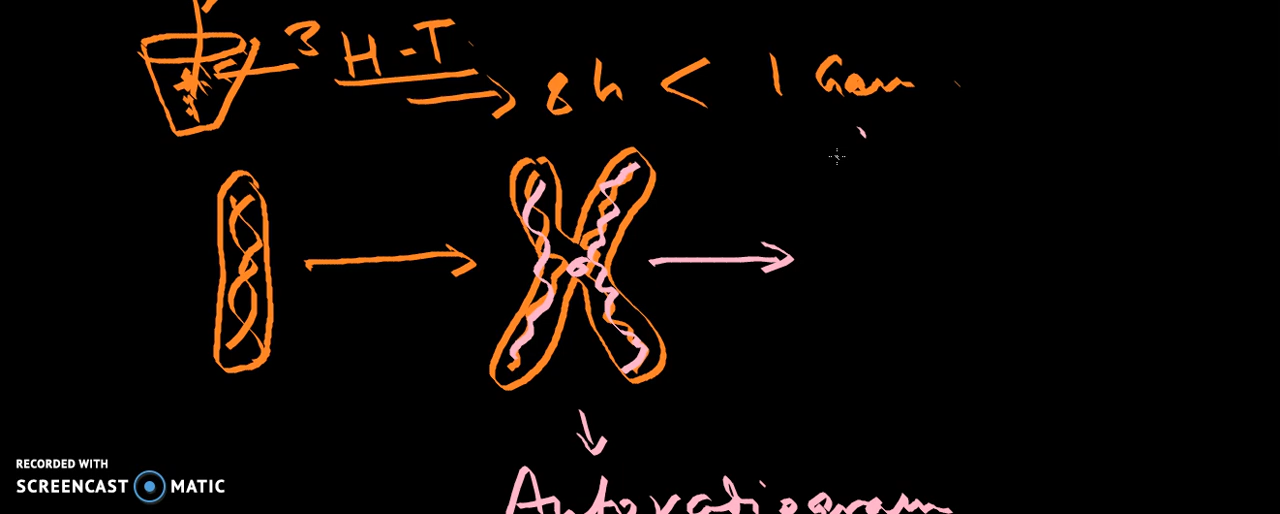 ³H-T
8h < 1 Gen
Autoradiogram
RECORDED WITH
SCREENCAST MATIC